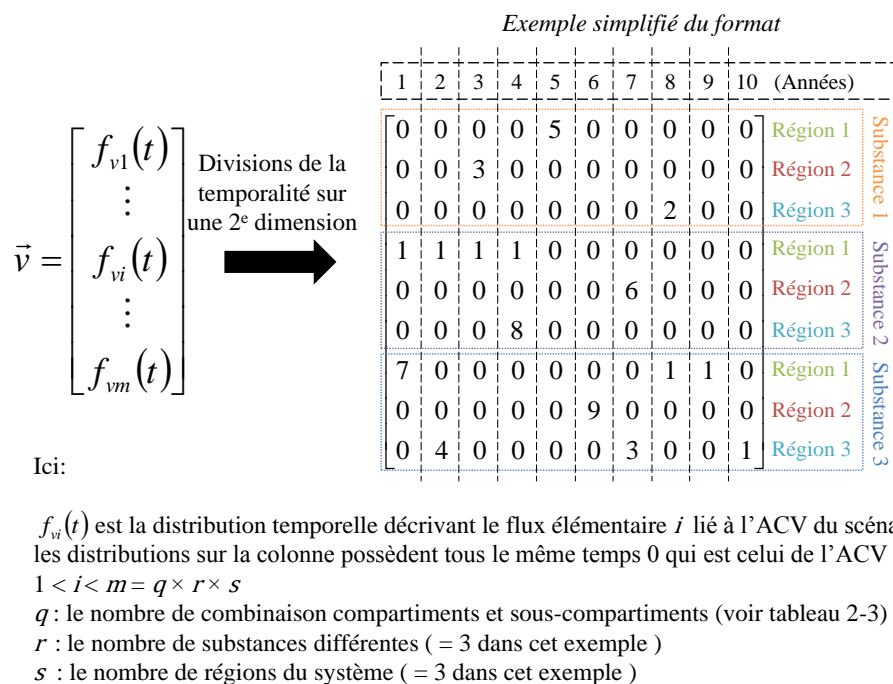 Exemple simplifié du format
1 2 3 4 5 6 7 8 9 10 (Années)
0 0 0 0 5 0 0 0 0 0 Région 1
0 0 3 0 0 0 0 0 0 0 Région 2
0 0 0 0 0 0 0 2 0 0 Région 3
Substance 1
1 1 1 1 0 0 0 0 0 0 Région 1
0 0 0 0 0 0 6 0 0 0 Région 2
0 0 0 8 0 0 0 0 0 0 Région 3
Substance 2
7 0 0 0 0 0 0 1 1 0 Région 1
0 0 0 0 0 9 0 0 0 0 Région 2
0 4 0 0 0 0 3 0 0 1 Région 3
Substance 3
v⃗ =
f_{v1}(t)
⋮
f_{vi}(t)
⋮
f_{vm}(t)
Divisions de la
temporalité sur
une 2e dimension
Ici:
f_{vi}(t) est la distribution temporelle décrivant le flux élémentaire i lié à l'ACV du scéna
les distributions sur la colonne possèdent tous le même temps 0 qui est celui de l'ACV
1 < i < m = q × r × s
q : le nombre de combinaison compartiments et sous-compartiments (voir tableau 2-3)
r : le nombre de substances différentes ( = 3 dans cet exemple )
s : le nombre de régions du système ( = 3 dans cet exemple )